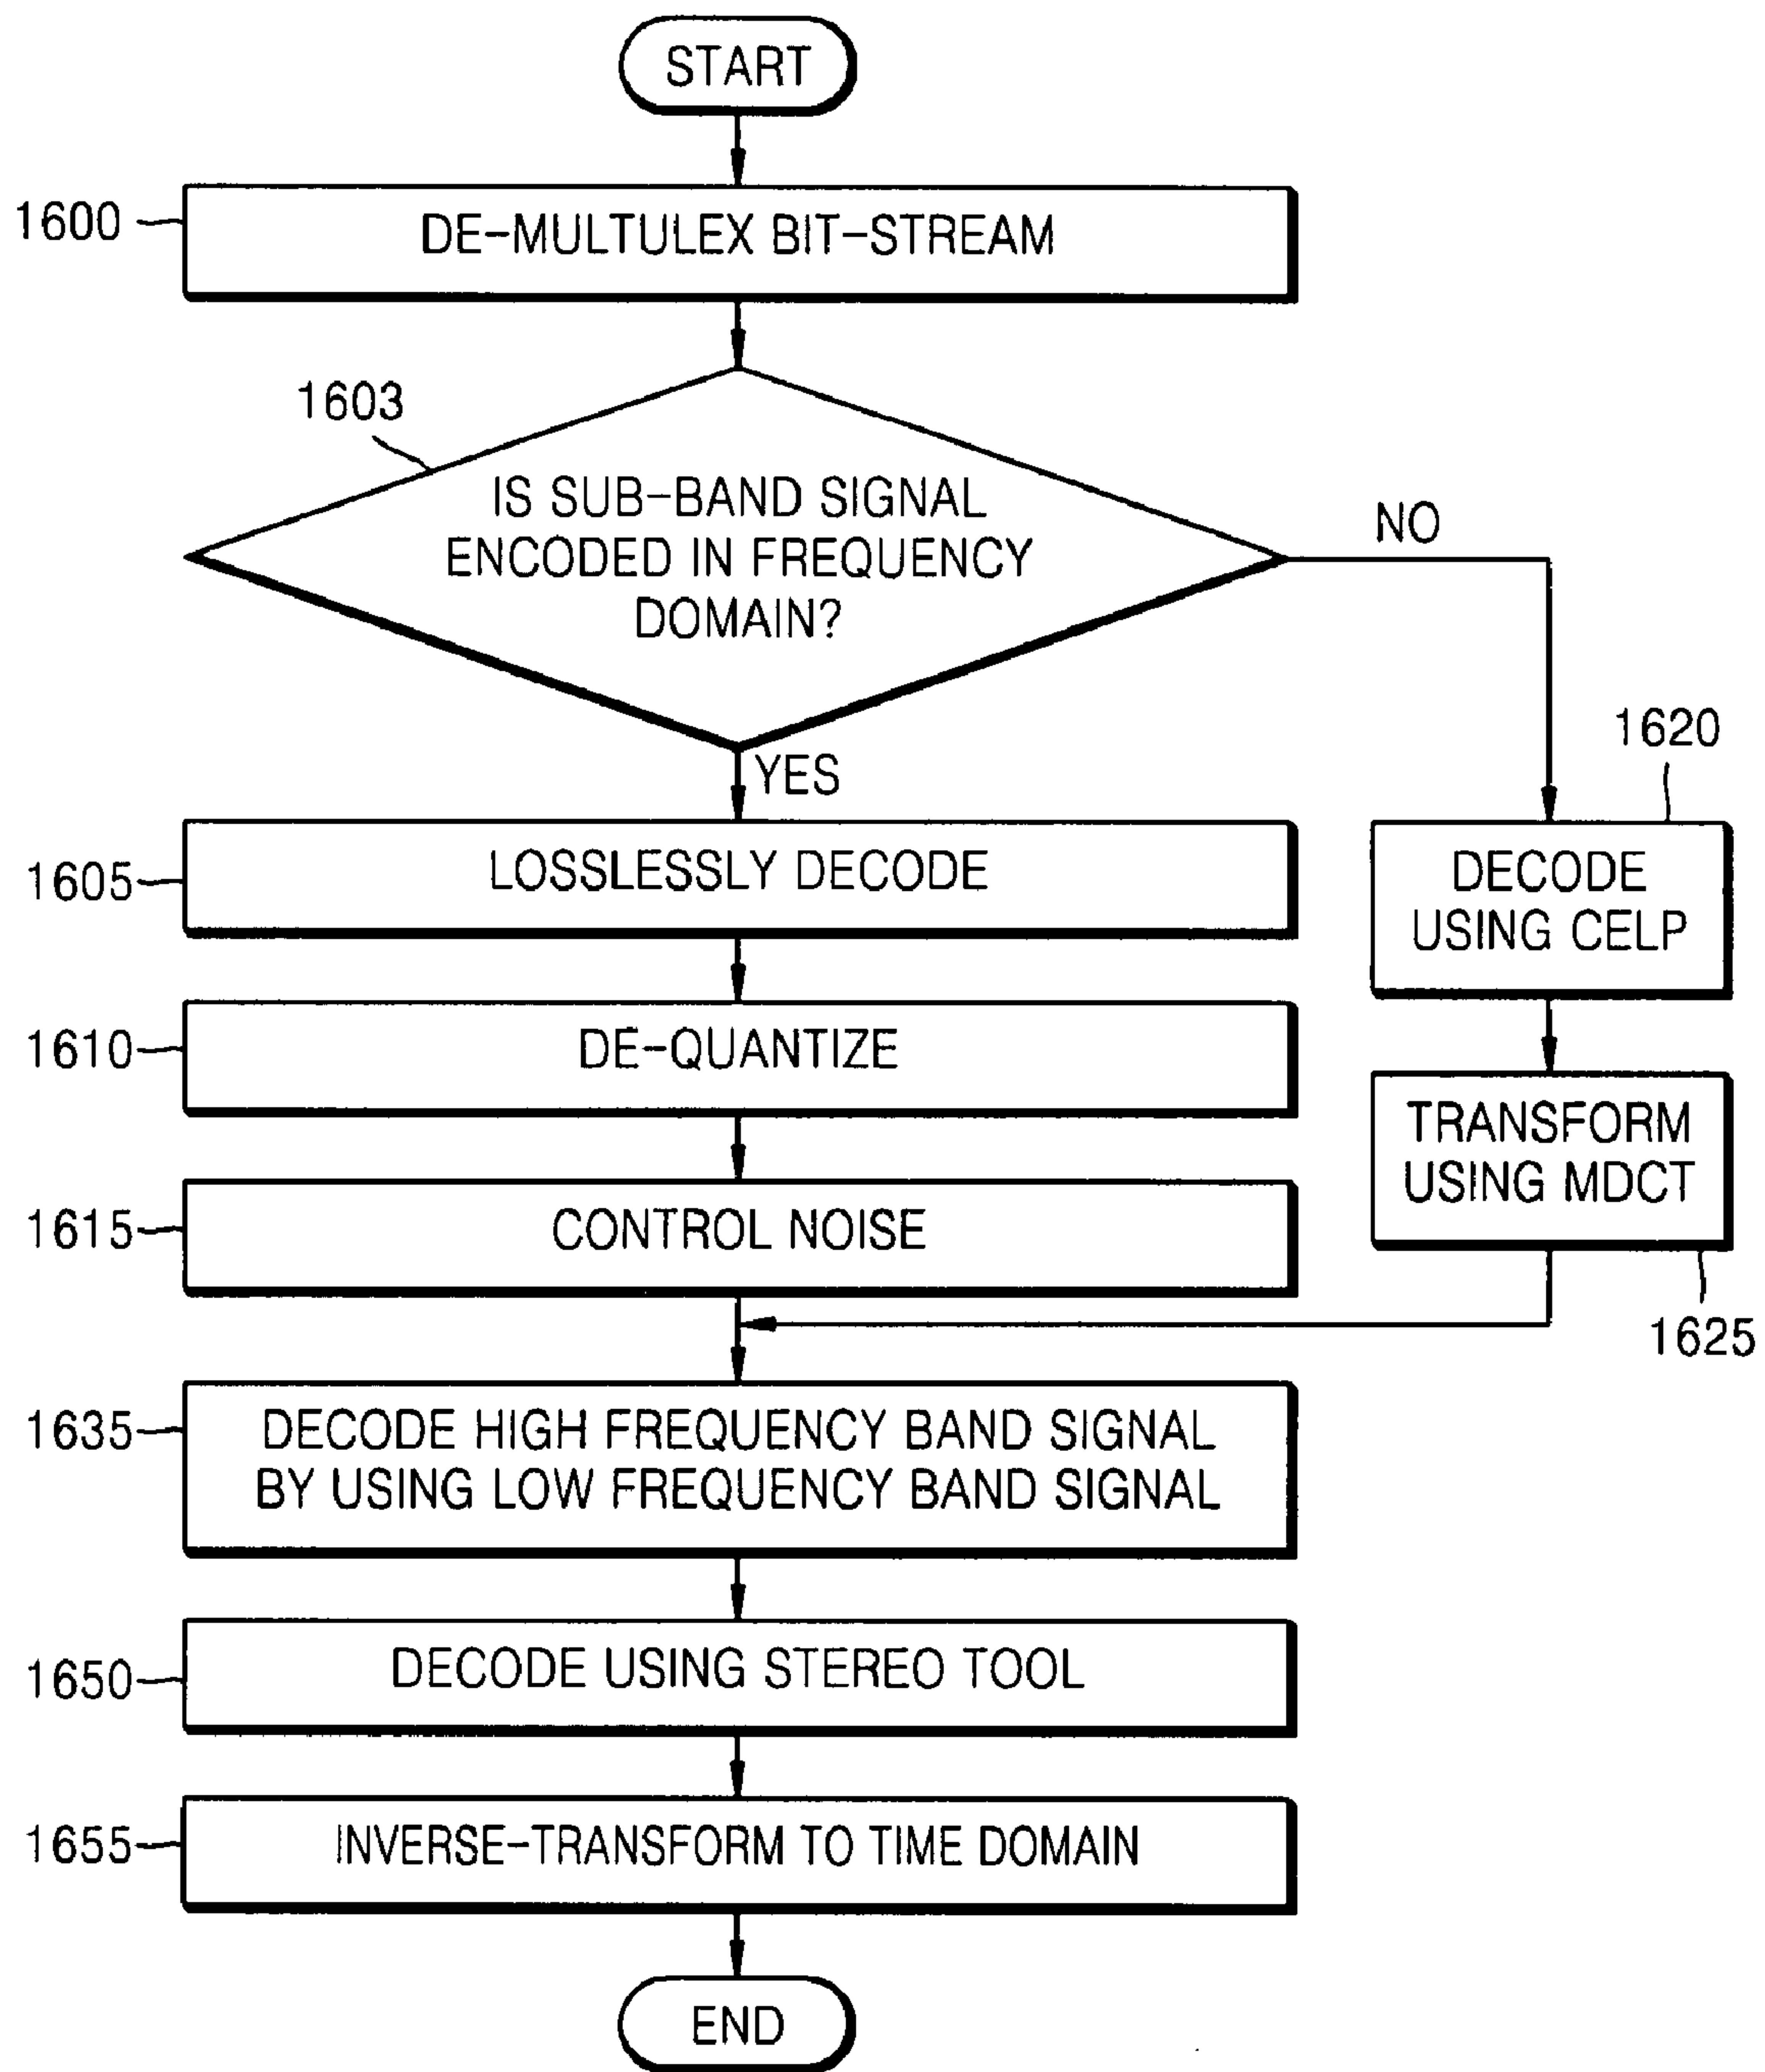 START
1600
DE-MULTULEX BIT-STREAM
1603
IS SUB-BAND SIGNAL
ENCODED IN FREQUENCY
DOMAIN?
NO
YES
1605
LOSSLESSLY DECODE
1620
DECODE
USING CELP
1610
DE-QUANTIZE
TRANSFORM
USING MDCT
1625
1615
CONTROL NOISE
1635
DECODE HIGH FREQUENCY BAND SIGNAL
BY USING LOW FREQUENCY BAND SIGNAL
1650
DECODE USING STEREO TOOL
1655
INVERSE-TRANSFORM TO TIME DOMAIN
END